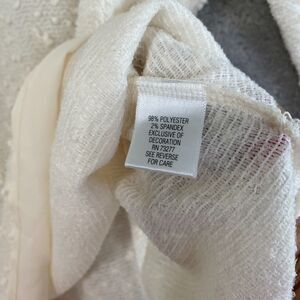 98% POLYESTER
2% SPANDEX
EXCLUSIVE OF
DECORATION
RN 73277
SEE REVERSE
FOR CARE